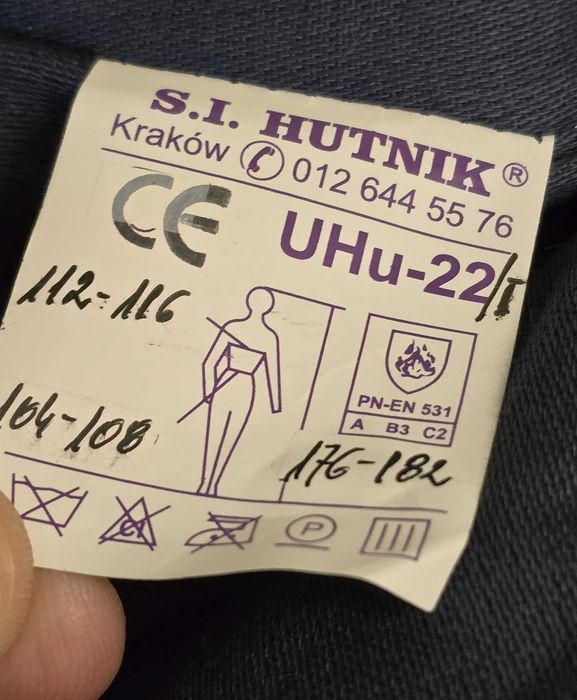 S.I. HUTNIK®
Kraków 012 644 55 76
CE
UHu-22/I
112-116
PN-EN 531
A B3 C2
104-108
176-182
Cl
P